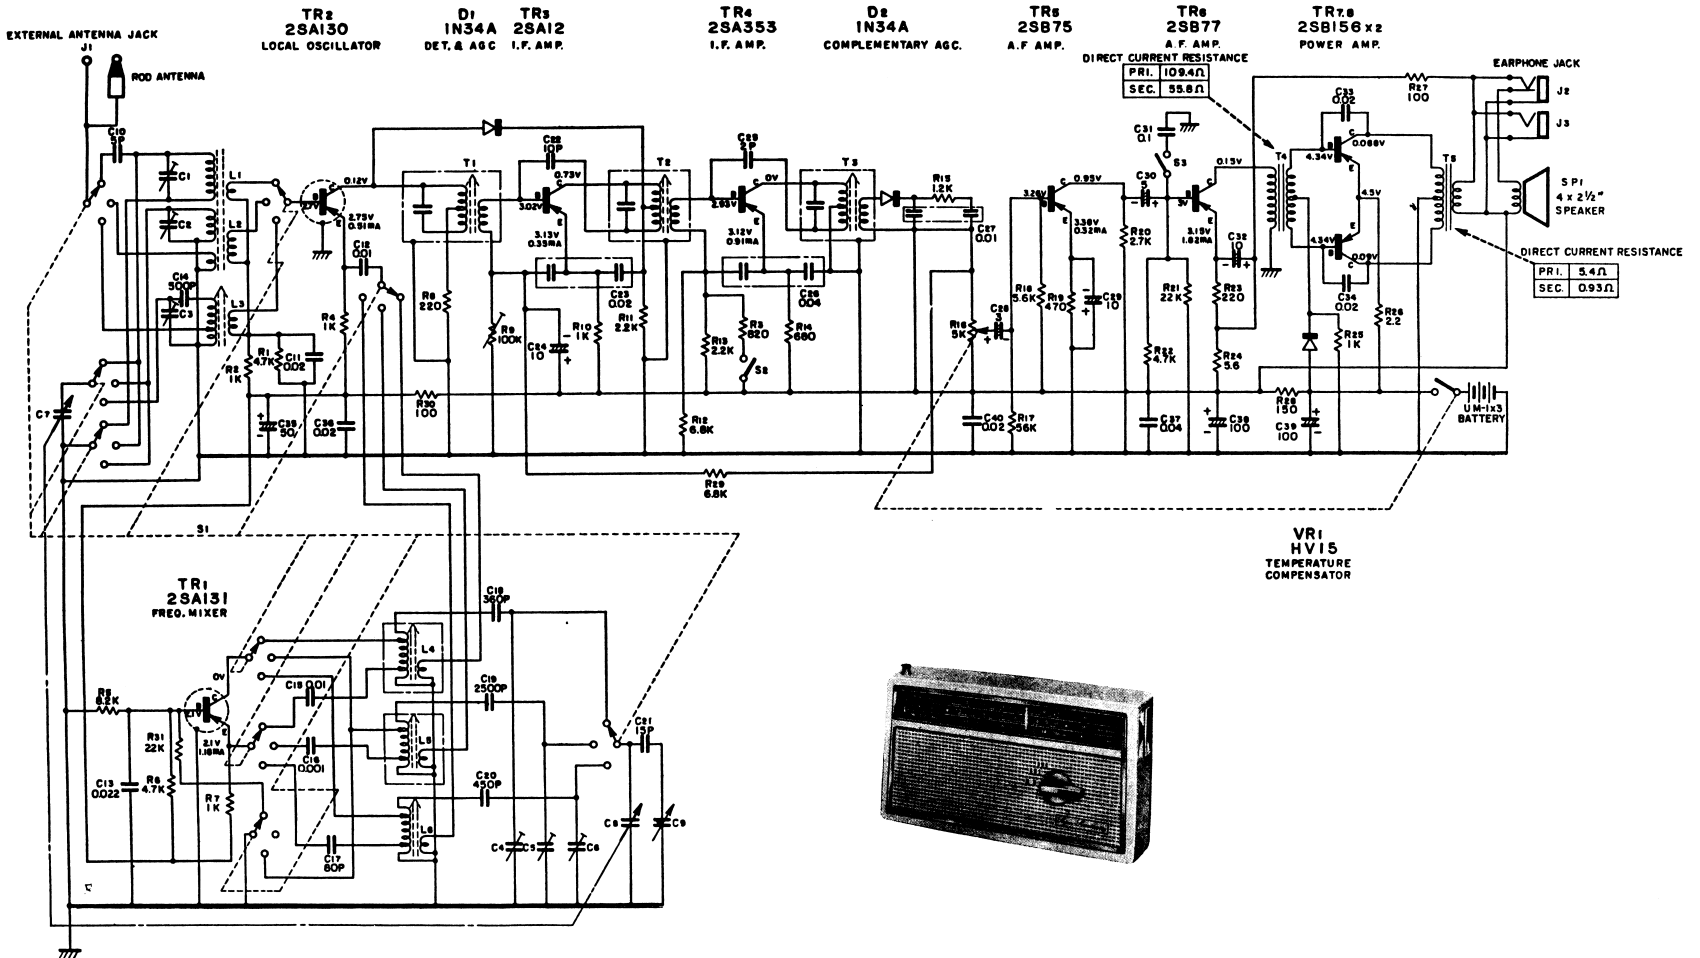 TR2
2SA130
LOCAL OSCILLATOR
D1
1N34A
DET. & AGC
TR3
2SA12
I.F. AMP.
TR4
2SA353
I.F. AMP.
D2
1N34A
COMPLEMENTARY AGC.
TR5
2SB75
A.F AMP.
TR6
2SB77
A.F. AMP.
TR7.8
2SB156x2
POWER AMP.
EXTERNAL ANTENNA JACK
J1
ROD ANTENNA
DIRECT CURRENT RESISTANCE
PRI. 109.4Ω
SEC. 55.8Ω
EARPHONE JACK
J2
J3
R27
100
C33
0.02
C31
0.1
S3
C10
5P
C1
L1
C2
L2
C14
500P
C3
L3
0.12V
2.75V
0.51mA
C12
0.01
T1
C22
10P
0.73V
3.02V
3.13V
0.35mA
T2
C29
2P
0V
2.93V
3.12V
0.91mA
T3
R15
1.2K
C27
0.01
3.26V
0.95V
3.38V
0.32mA
C30
5
R20
2.7K
0.15V
3V
3.15V
1.82mA
C32
10
T4
4.34V
0.068V
4.5V
4.34V
0.09V
C34
0.02
T5
SP1
4 x 2½"
SPEAKER
DIRECT CURRENT RESISTANCE
PRI. 5.4Ω
SEC. 0.93Ω
R4
1K
R1
4.7K
C11
0.02
R2
1K
R8
220
R9
100K
C24
10
R10
1K
C23
0.02
R11
2.2K
R13
2.2K
R3
820
S2
R14
680
C26
0.04
R16
5K
C28
3
R18
5.6K
R19
470
C29
10
R21
22K
R22
4.7K
R23
220
R24
5.6
R25
1K
R26
2.2
R28
150
C7
C35
50
C36
0.02
R30
100
R12
6.8K
C40
0.02
R17
56K
C37
0.04
C38
100
C39
100
UM-1x3
BATTERY
R29
6.8K
S1
VR1
HV15
TEMPERATURE
COMPENSATOR
TR1
2SA131
FREQ. MIXER
C18
360P
L4
0V
R5
8.2K
C15 0.01
C19
2500P
R31
22K
2.1V
1.18mA
C16
0.001
L5
C21
15P
C13
0.022
R6
4.7K
R7
1K
C20
450P
L6
C17
80P
C4
C5
C6
C8
C9